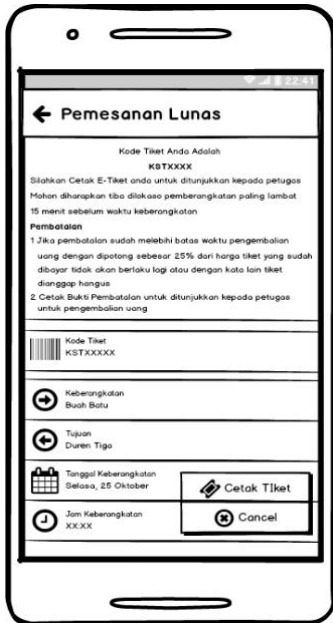 22:41
Pemesanan Lunas
Kode Tiket Anda Adalah
KSTXXXX
Silahkan Cetak E-Tiket anda untuk ditunjukkan kepada petugas
Mohon diharapkan tiba dilokaso pemberangkatan paling lambat
15 menit sebelum waktu keberangkatan
Pembatalan
1 Jika pembatalan sudah melebihi batas waktu pengembalian
uang dengan dipotong sebesar 25% dari harga tiket yang sudah
dibayar tidak akan berlaku lagi atau dengan kata lain tiket
dianggap hangus
2. Cetak Bukti Pembatalan untuk ditunjukkan kepada petugas
untuk pengembalian uang
Kode Tiket
KSTXXXXX
Keberangkatan
Buah Batu
Tujuan
Duren Tiga
Tanggal Keberangkatan
Selasa, 25 Oktober
Cetak TIket
Jam Keberangkatan
XX:XX
Cancel